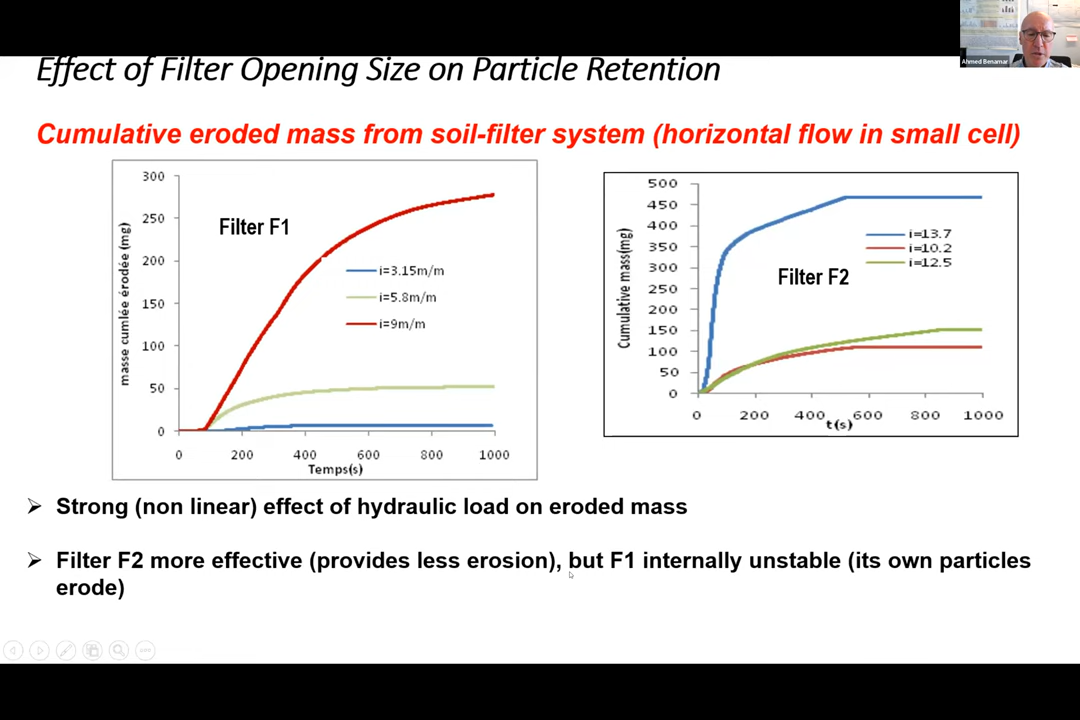 Ahmed Benamar
Effect of Filter Opening Size on Particle Retention
Cumulative eroded mass from soil-filter system (horizontal flow in small cell)
masse cumlée érodée (mg)
300
250
200
150
100
50
0
Filter F1
i=3.15m/m
i=5.8m/m
i=9m/m
0 200 400 600 800 1000
Temps(s)
Cumulative mass(mg)
500
450
400
350
300
250
200
150
100
50
0
i=13.7
i=10.2
i=12.5
Filter F2
0 200 400 600 800 1000
t(s)
➢ Strong (non linear) effect of hydraulic load on eroded mass
➢ Filter F2 more effective (provides less erosion), but F1 internally unstable (its own particles
erode)